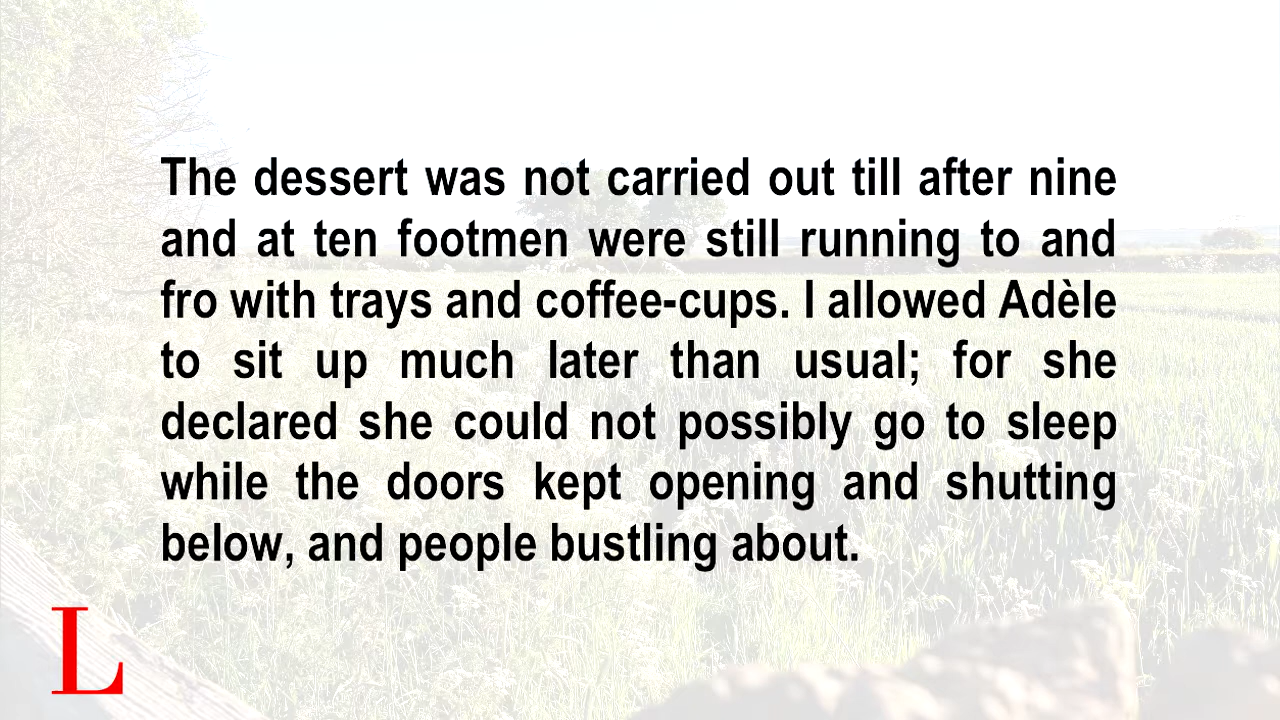 The dessert was not carried out till after nine
and at ten footmen were still running to and
fro with trays and coffee-cups. I allowed Adèle
to sit up much later than usual; for she
declared she could not possibly go to sleep
while the doors kept opening and shutting
below, and people bustling about.
L